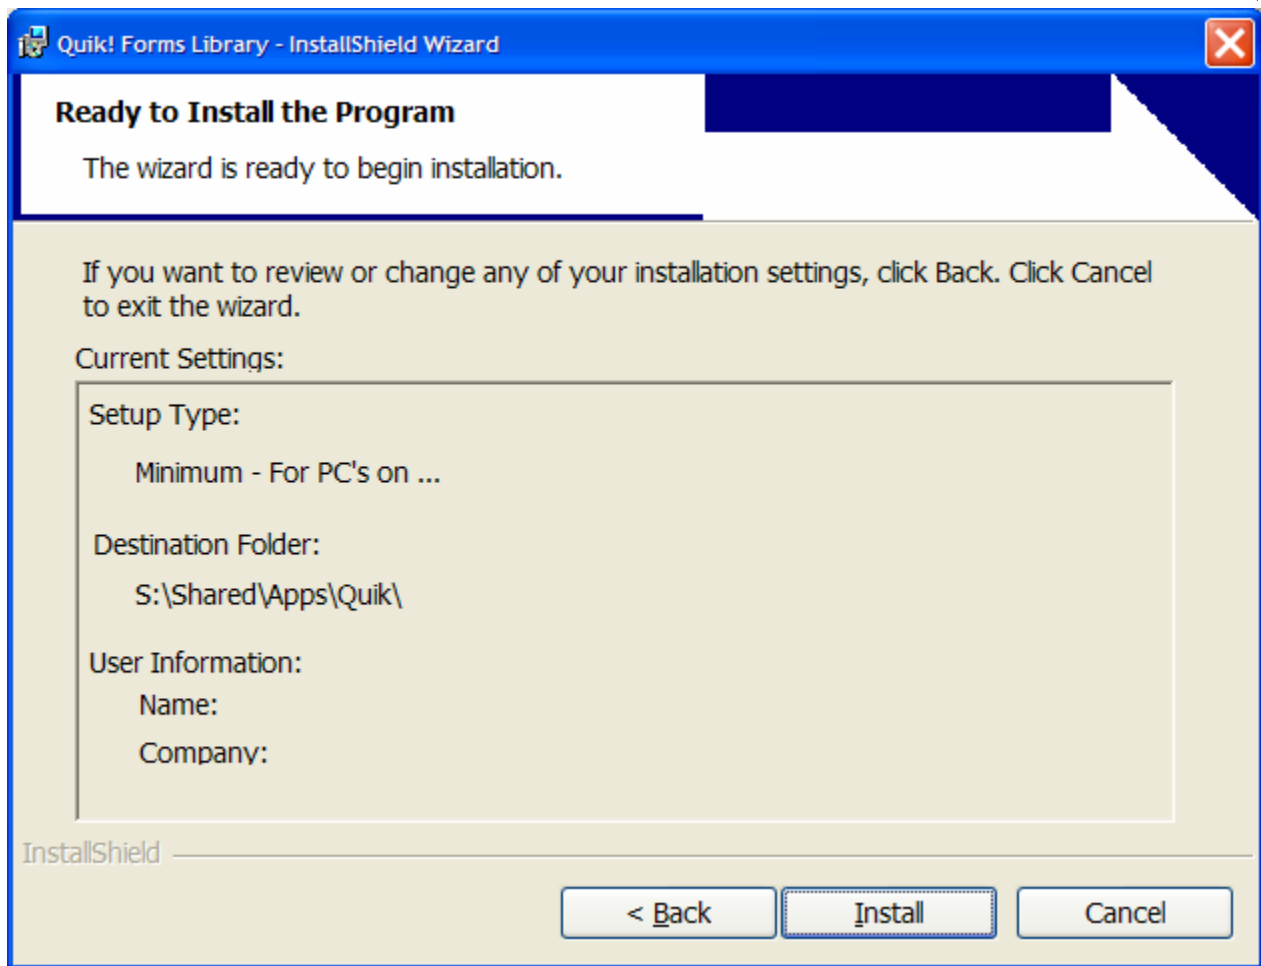 Quik! Forms Library - InstallShield Wizard
Ready to Install the Program
The wizard is ready to begin installation.
If you want to review or change any of your installation settings, click Back. Click Cancel
to exit the wizard.
Current Settings:
Setup Type:
Minimum - For PC's on ...
Destination Folder:
S:\Shared\Apps\Quik\
User Information:
Name:
Company:
InstallShield
< Back
Install
Cancel